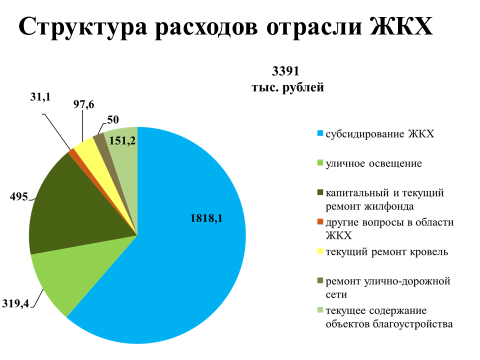 Структура расходов отрасли ЖКХ
3391
тыс. рублей
31,1
97,6
50
151,2
495
1818,1
319,4
субсидирование ЖКХ
уличное освещение
капитальный и текущий
ремонт жилфонда
другие вопросы в области
ЖКХ
текущий ремонт кровель
ремонт улично-дорожной
сети
текущее содержание
объектов благоустройства